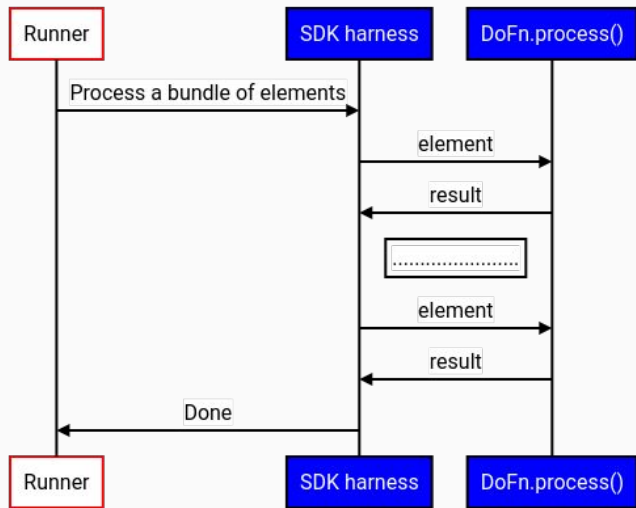 Runner
SDK harness
DoFn.process()
Process a bundle of elements
element
result
.......................
element
result
Done
Runner
SDK harness
DoFn.process()